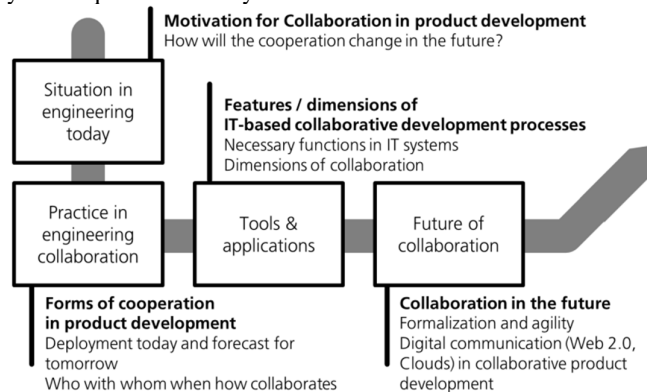 Motivation for Collaboration in product development
How will the cooperation change in the future?
Situation in
engineering
today
Features / dimensions of
IT-based collaborative development processes
Necessary functions in IT systems
Dimensions of collaboration
Practice in
engineering
collaboration
Tools &
applications
Future of
collaboration
Forms of cooperation
in product development
Deployment today and forecast for
tomorrow
Who with whom when how collaborates
Collaboration in the future
Formalization and agility
Digital communication (Web 2.0,
Clouds) in collaborative product
development